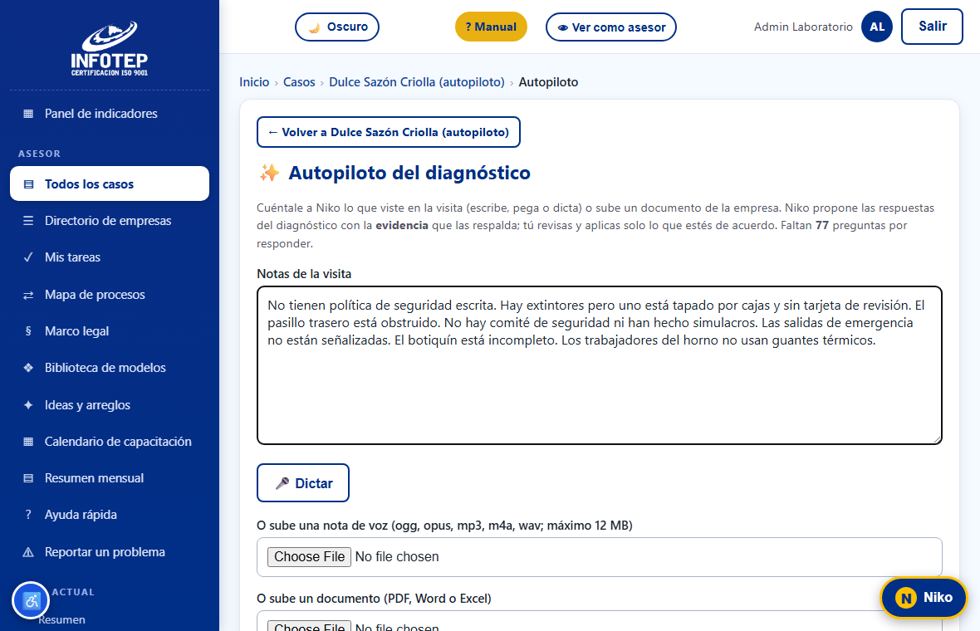 INFOTEP
CERTIFICACION ISO 9001
Panel de indicadores
ASESOR
Todos los casos
Directorio de empresas
Mis tareas
Mapa de procesos
Marco legal
Biblioteca de modelos
Ideas y arreglos
Calendario de capacitación
Resumen mensual
Ayuda rápida
Reportar un problema
ACTUAL
Resumen
Oscuro
? Manual
Ver como asesor
Admin Laboratorio
AL
Salir
Inicio › Casos › Dulce Sazón Criolla (autopiloto) › Autopiloto
← Volver a Dulce Sazón Criolla (autopiloto)
Autopiloto del diagnóstico
Cuéntale a Niko lo que viste en la visita (escribe, pega o dicta) o sube un documento de la empresa. Niko propone las respuestas
del diagnóstico con la evidencia que las respalda; tú revisas y aplicas solo lo que estés de acuerdo. Faltan 77 preguntas por
responder.
Notas de la visita
No tienen política de seguridad escrita. Hay extintores pero uno está tapado por cajas y sin tarjeta de revisión. El
pasillo trasero está obstruido. No hay comité de seguridad ni han hecho simulacros. Las salidas de emergencia
no están señalizadas. El botiquín está incompleto. Los trabajadores del horno no usan guantes térmicos.
Dictar
O sube una nota de voz (ogg, opus, mp3, m4a, wav; máximo 12 MB)
Choose File No file chosen
O sube un documento (PDF, Word o Excel)
Choose File No file chosen
N Niko